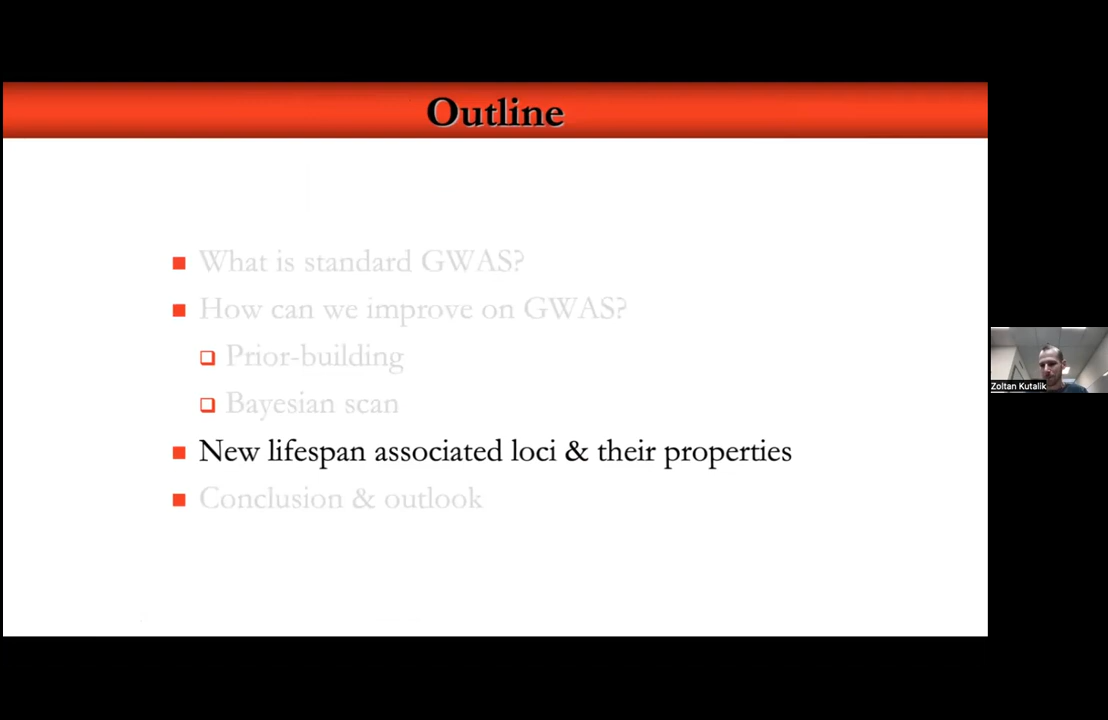 Outline
What is standard GWAS?
How can we improve on GWAS?
Prior-building
Bayesian scan
New lifespan associated loci & their properties
Conclusion & outlook
Zoltan Kutalik